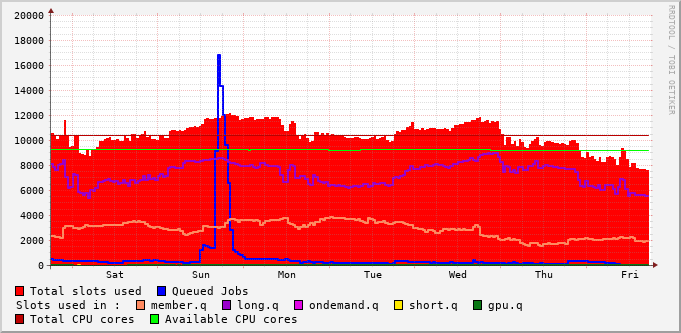 RRDTOOL / TOBI OETIKER
20000
18000
16000
14000
12000
10000
8000
6000
4000
2000
0
Sat Sun Mon Tue Wed Thu Fri
Total slots used Queued Jobs
Slots used in : member.q long.q ondemand.q short.q gpu.q
Total CPU cores Available CPU cores